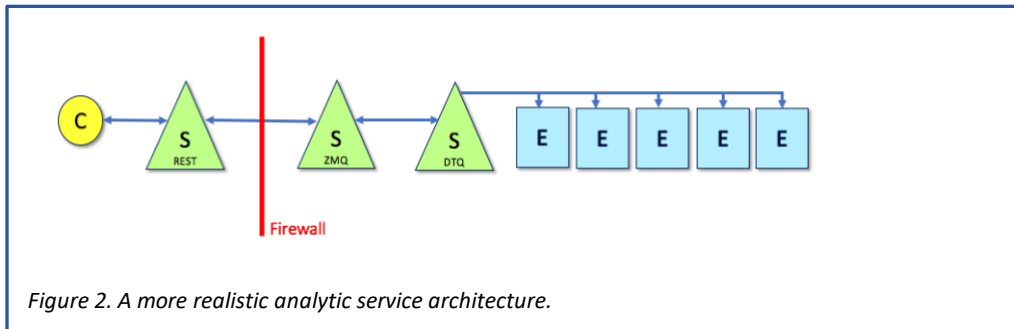 C
S
REST
S
ZMQ
S
DTQ
E
E
E
E
E
Firewall
Figure 2. A more realistic analytic service architecture.